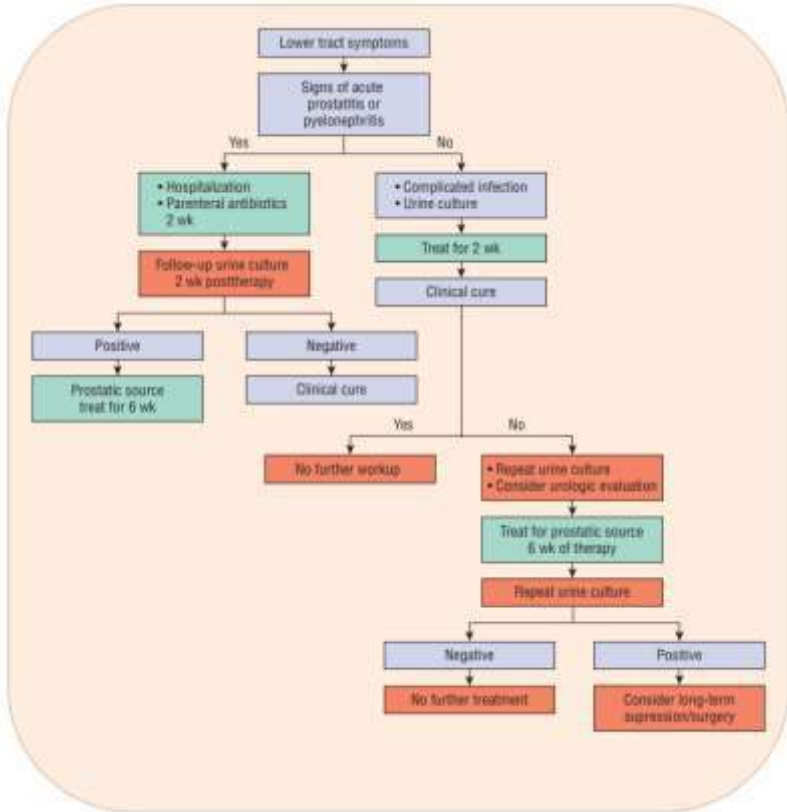 Lower tract symptoms
Signs of acute
prostatitis or
pyelonephritis
Yes
No
• Hospitalization
• Parenteral antibiotics
2 wk
• Complicated infection
• Urine culture
Treat for 2 wk
Follow-up urine culture
2 wk posttherapy
Clinical cure
Positive
Negative
Prostatic source
treat for 6 wk
Clinical cure
Yes
No
No further workup
• Repeat urine culture
• Consider urologic evaluation
Treat for prostatic source
6 wk of therapy
Repeat urine culture
Negative
Positive
No further treatment
Consider long-term
supression/surgery